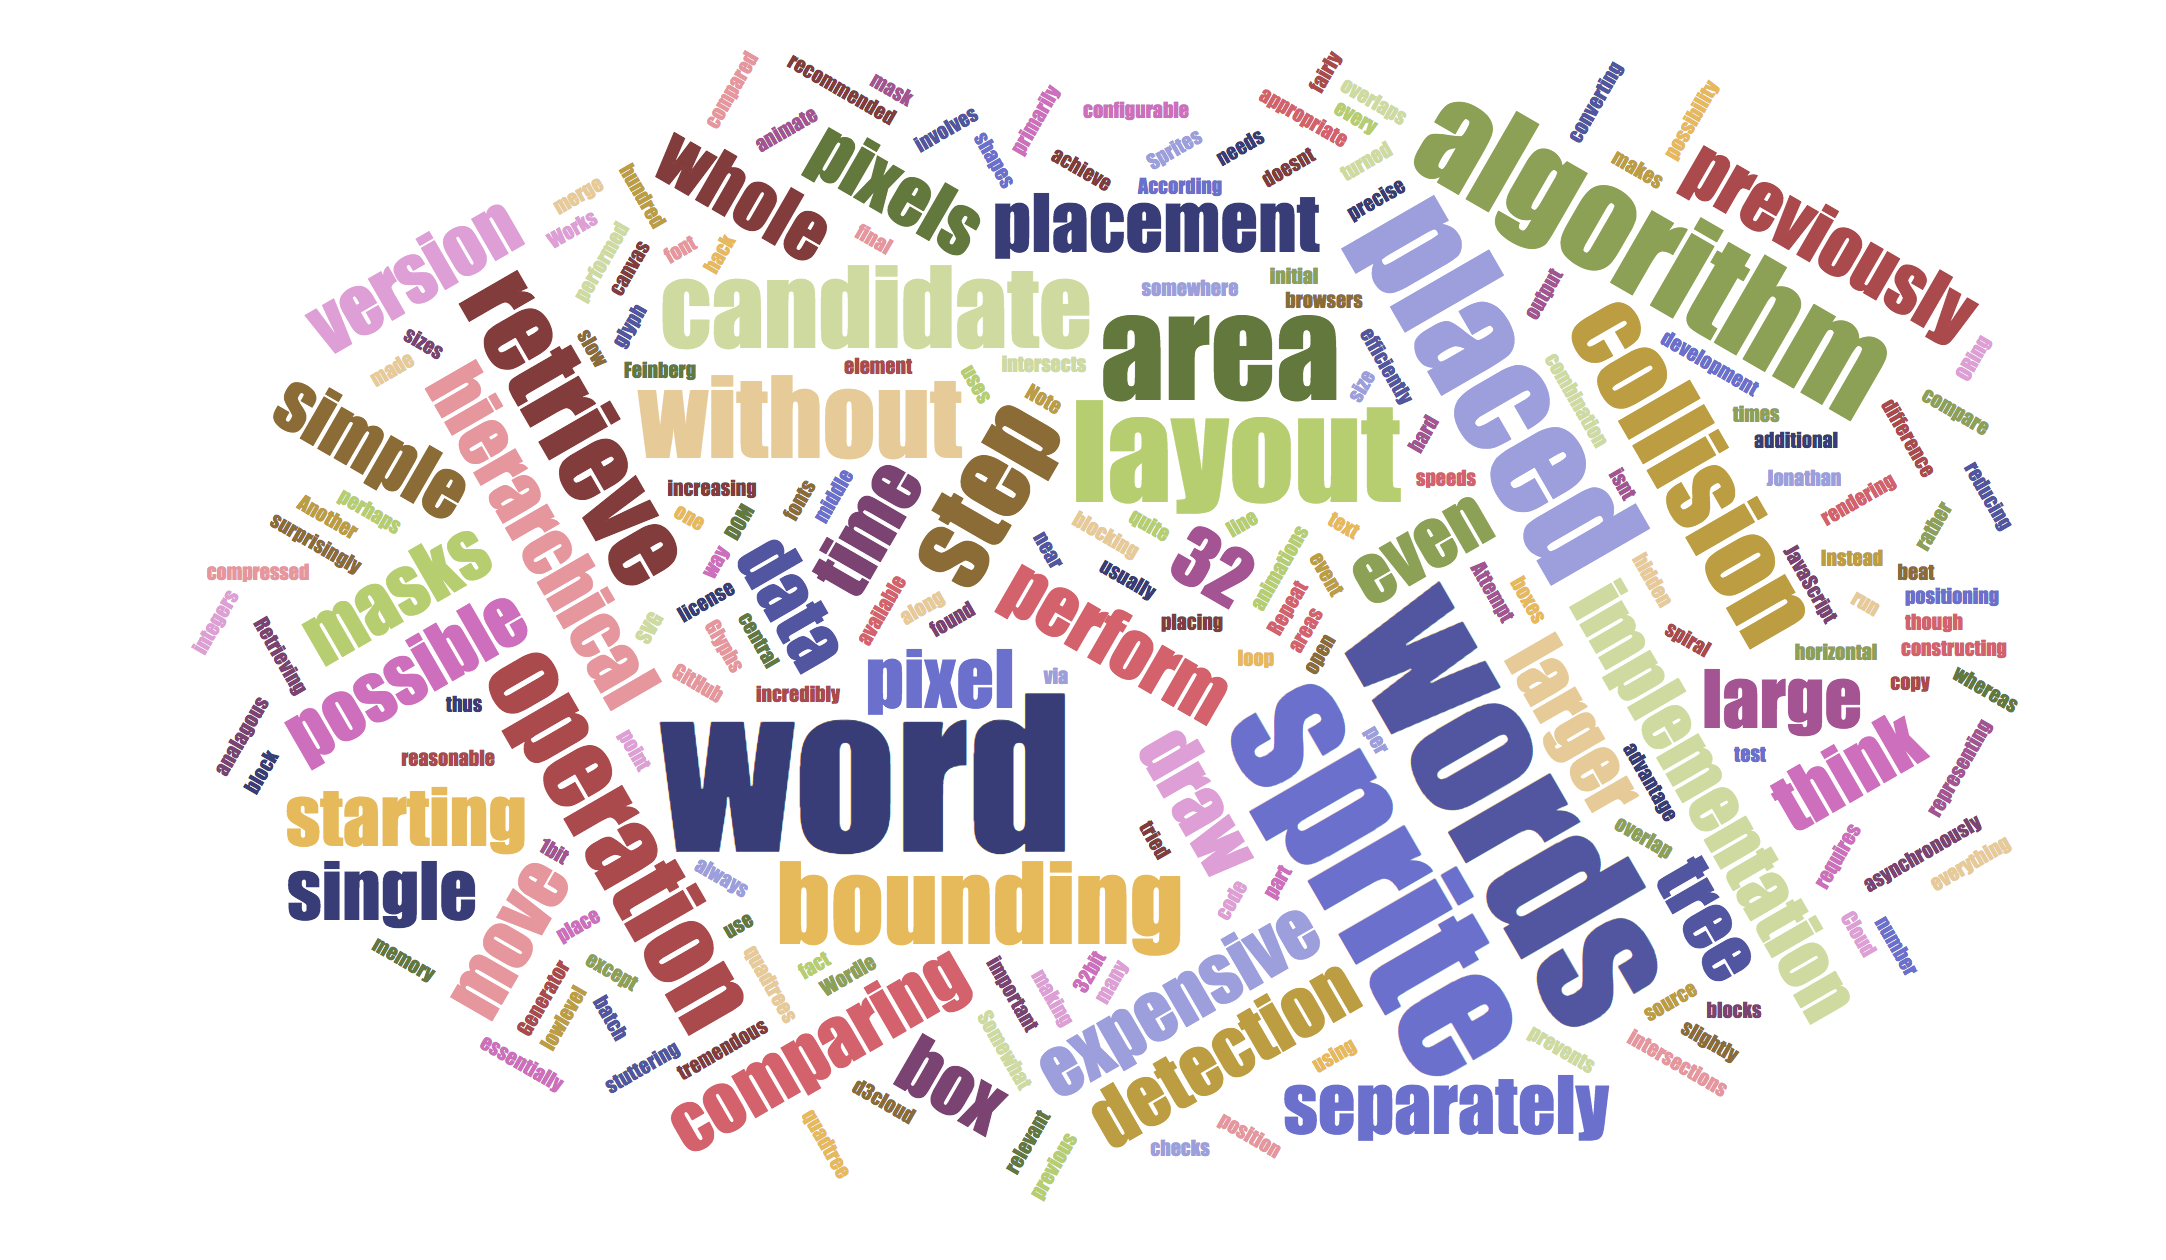 compared
recommended
mask
fairly
overlaps
converting
possibility
animate
involves
primarily
configurable
appropriate
every
algorithm
whole
pixels
Shapes
achieve
Sprites
needs
doesnt
turned
makes
previously
merge
hundred
According
precise
version
Works
performed
canvas
font
back
final
placement
placed
retrieve
candidate
somewhere
initial
browsers
output
collision
sizes
slow
glyph
area
efficiently
development
ORing
made
hierarchical
Feinberg
element
Intersects
size
combination
simple
without
uses
Note
layout
hard
times
compare
additional
difference
Another
perhaps
surprisingly
increasing
one
DOM
fonts
middle
time
step
speeds
isnt
Jonathan
rendering
reducing
masks
way
data
near
blocking
quite
line
32
animations
text
event
even
rather
compressed
license
usually
Attempt
boxes
hidden
JavaScript
Instead
beat
Integers
Retrieving
possible
SVG
Glyphs
central
available
along
found
perform
placing
Repeat
areas
open
words
implementation
run
positioning
though
spiral
operation
GitHub
incredibly
pixel
via
loop
larger
horizontal
constructing
thus
large
copy
whereas
analagous
block
reasonable
point
word
draw
sprite
per
advantage
test
think
representing
starting
tried
overlap
requires
asynchronously
everything
single
1bit
move
always
bounding
code
part
tree
memory
place
use
expensive
Cloud
number
Generator
except
quadtrees
fact
Wordle
important
making
32bit
many
detection
lowlevel
batch
comparing
source
blocks
essentially
stuttering
tremendous
box
Somewhat
using
prevents
intersections
slightly
d3cloud
separately
quadtree
relevant
previous
checks
position